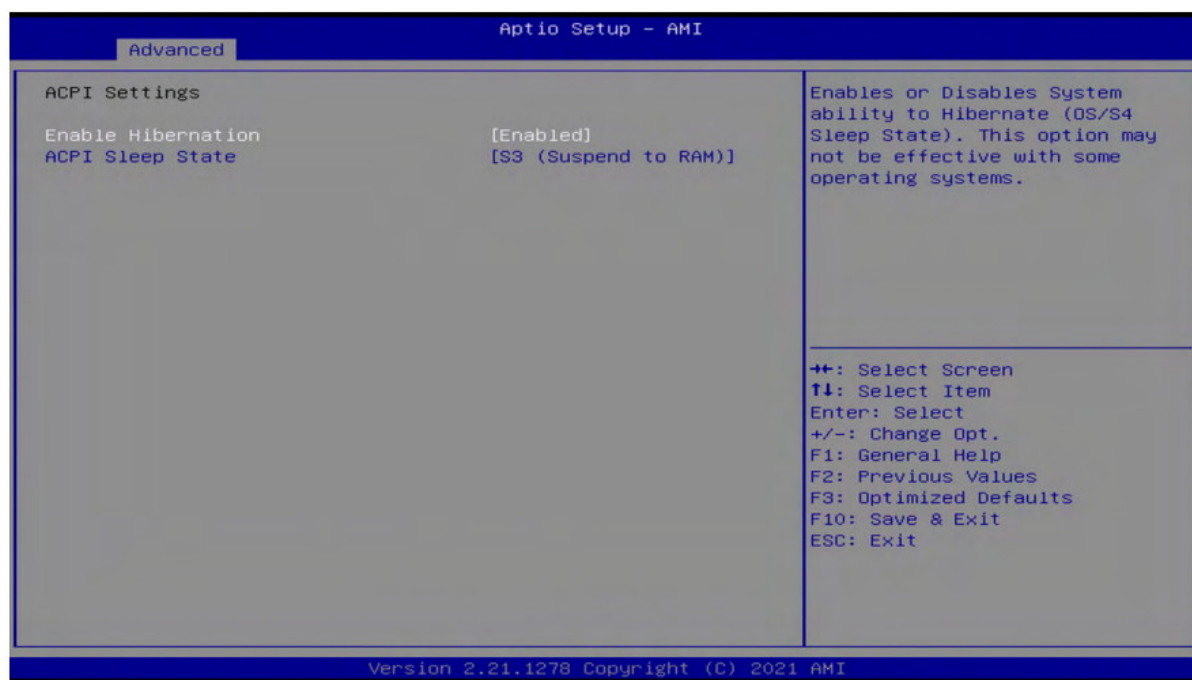 Aptio Setup – AMI
Advanced
ACPI Settings
Enable Hibernation [Enabled]
ACPI Sleep State [S3 (Suspend to RAM)]
Enables or Disables System
ability to Hibernate (OS/S4
Sleep State). This option may
not be effective with some
operating systems.
→←: Select Screen
↑↓: Select Item
Enter: Select
+/-: Change Opt.
F1: General Help
F2: Previous Values
F3: Optimized Defaults
F10: Save & Exit
ESC: Exit
Version 2.21.1278 Copyright (C) 2021 AMI